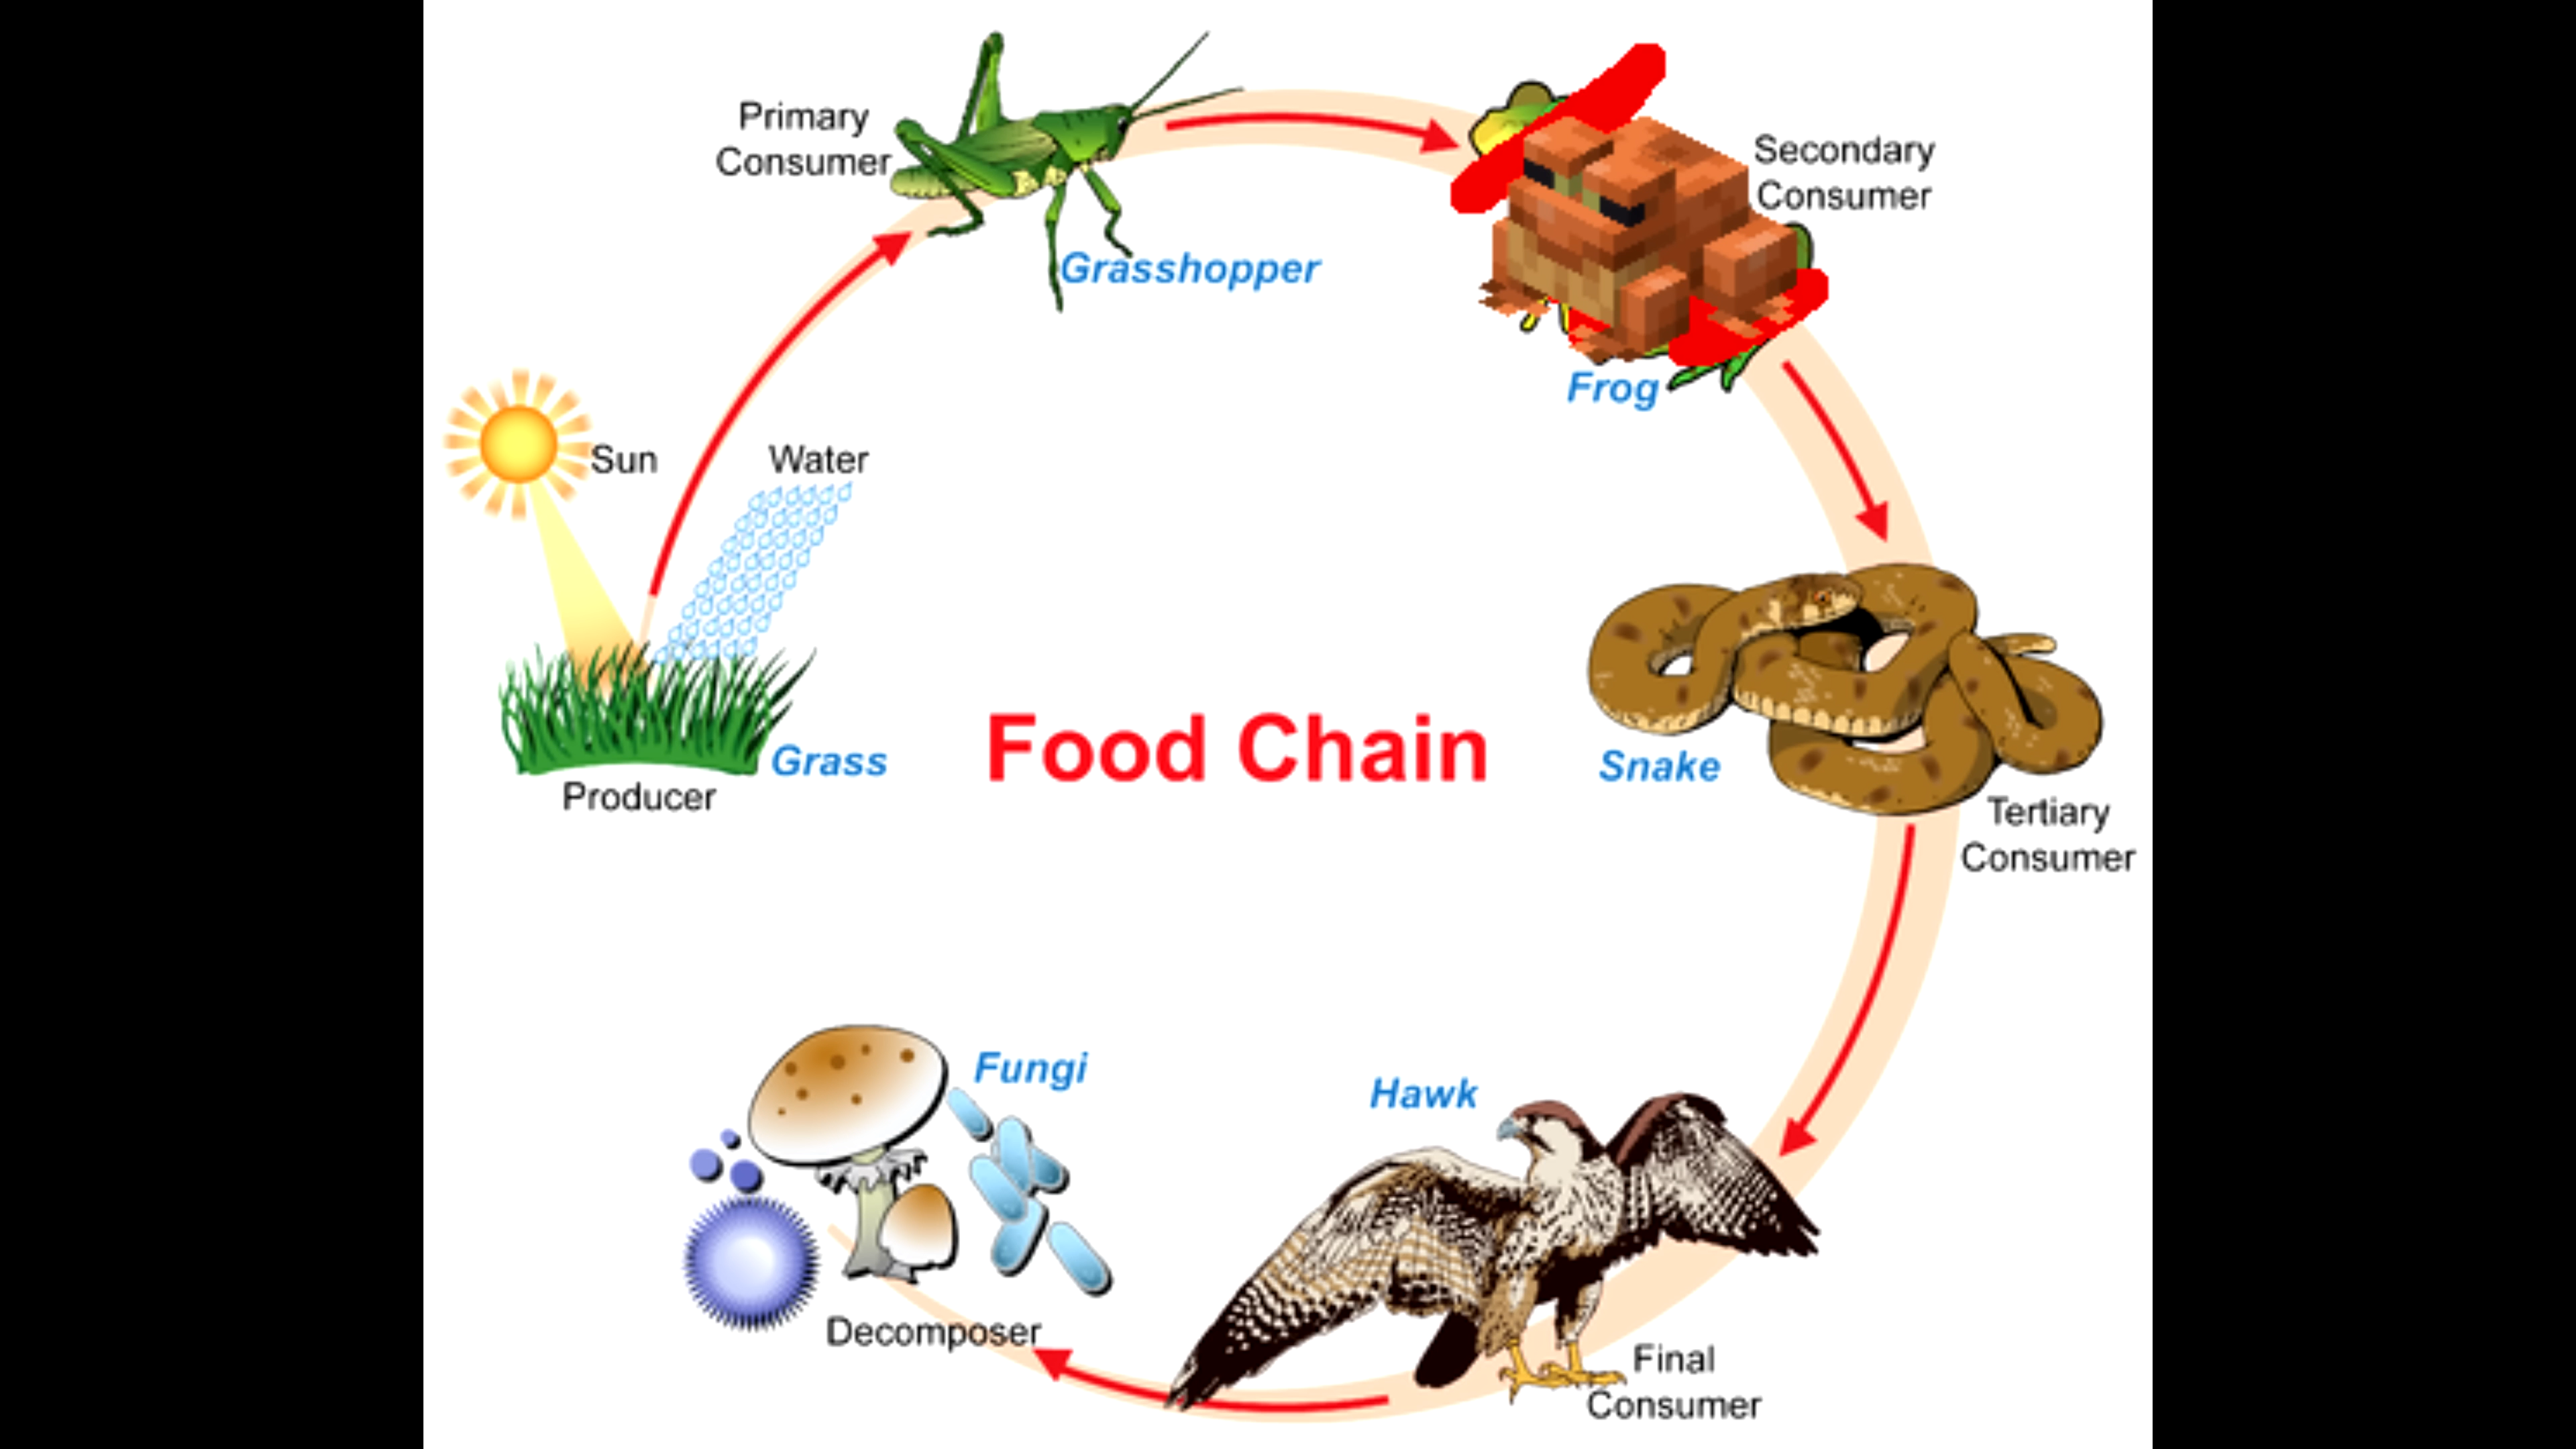 Primary
Consumer
Grasshopper
Secondary
Consumer
Frog
Sun
Water
Grass
Producer
Food Chain
Snake
Tertiary
Consumer
Fungi
Decomposer
Hawk
Final
Consumer